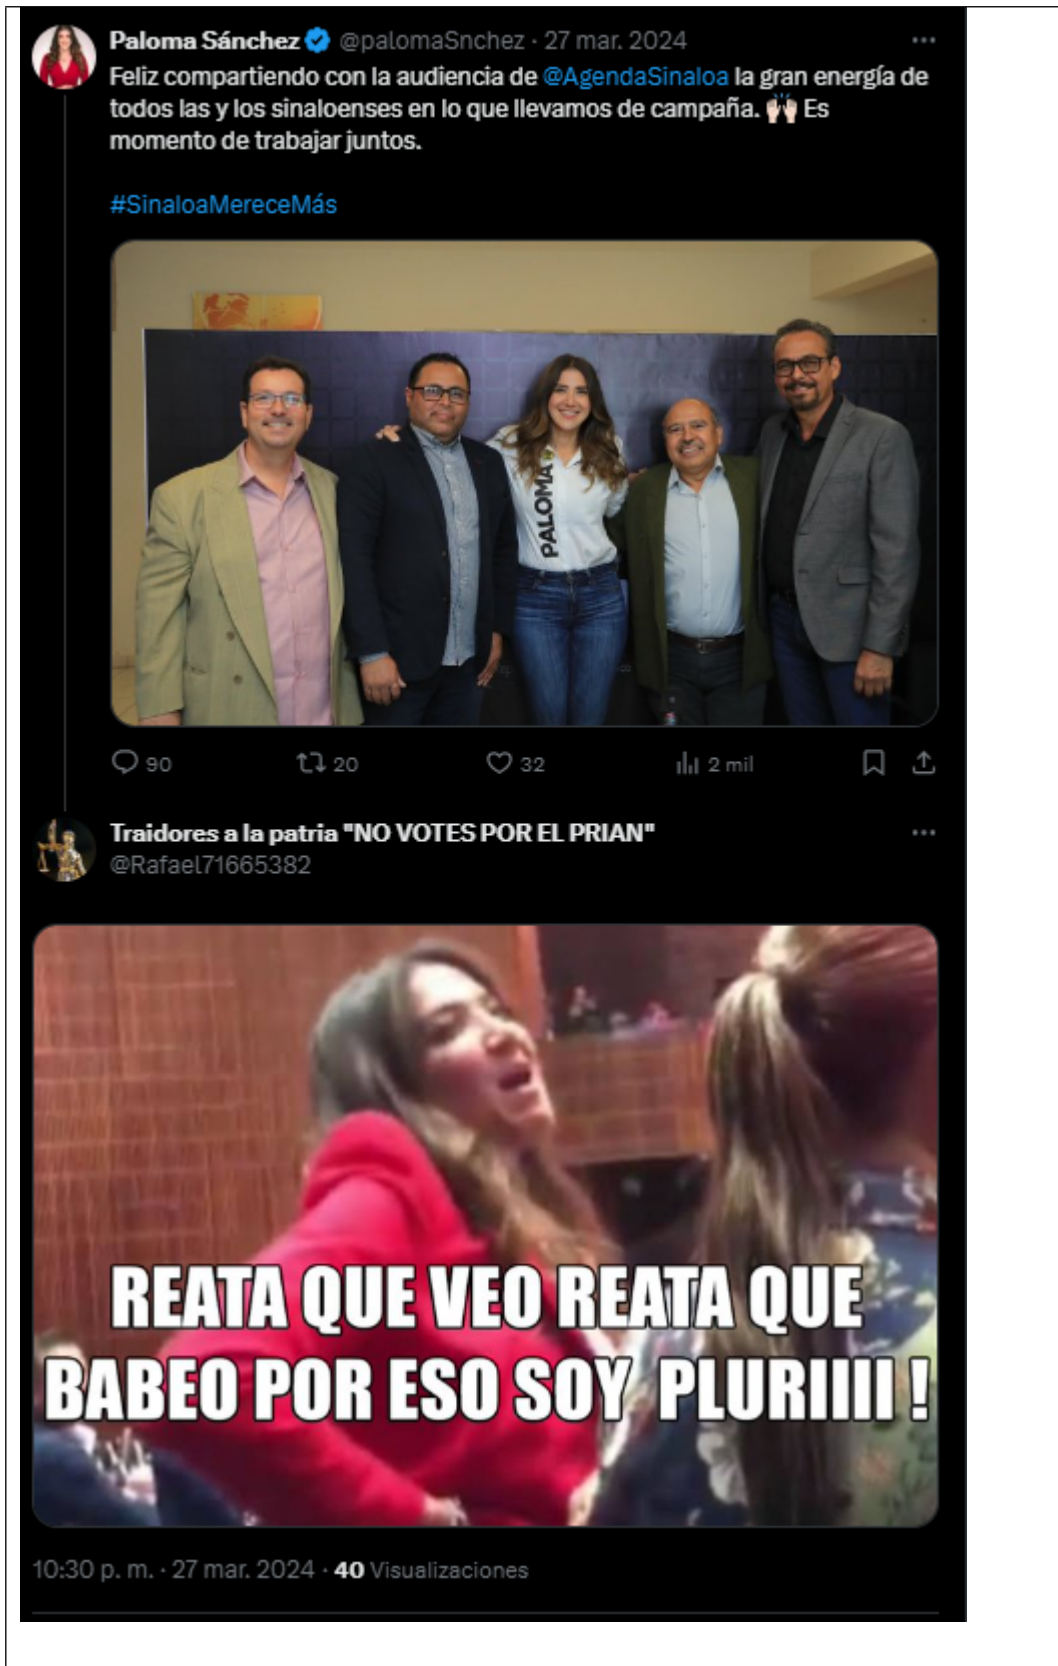 Paloma Sánchez @palomaSnchez · 27 mar. 2024
Feliz compartiendo con la audiencia de @AgendaSinaloa la gran energía de
todos las y los sinaloenses en lo que llevamos de campaña. 🙌🏻 Es
momento de trabajar juntos.
#SinaloaMereceMás
PALOMA
90 20 32 2 mil
Traidores a la patria "NO VOTES POR EL PRIAN"
@Rafael71665382
REATA QUE VEO REATA QUE
BABEO POR ESO SOY PLURIIII !
10:30 p. m. · 27 mar. 2024 · 40 Visualizaciones